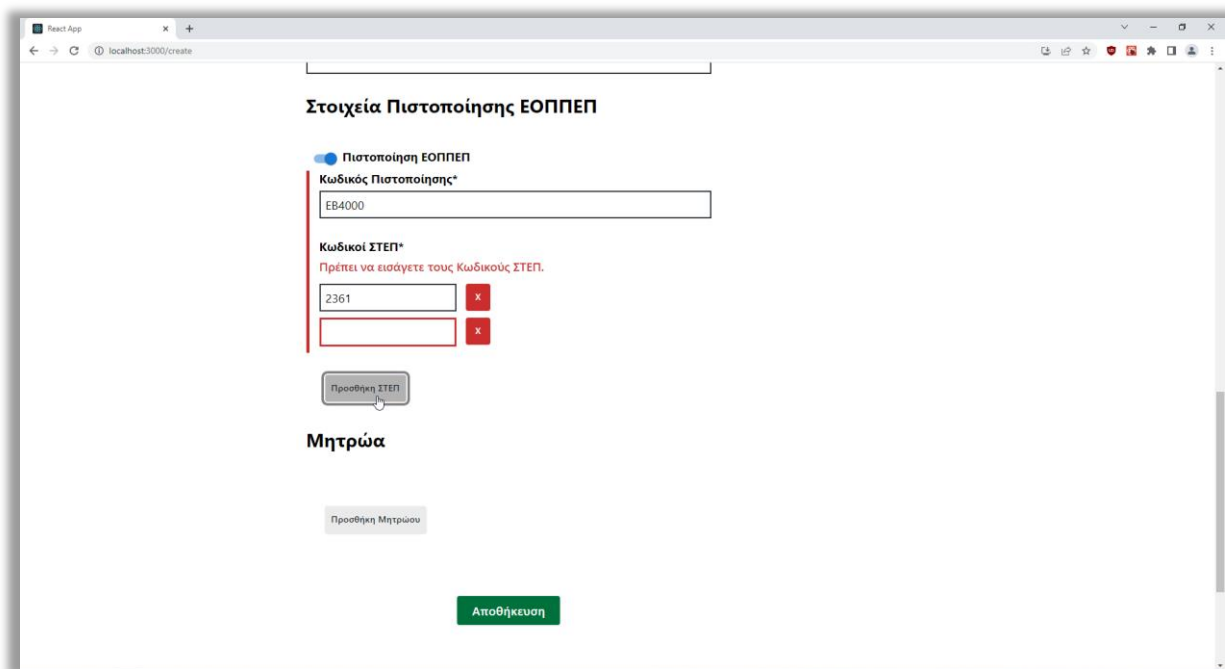 React App
localhost:3000/create
Στοιχεία Πιστοποίησης ΕΟΠΠΕΠ
Πιστοποίηση ΕΟΠΠΕΠ
Κωδικός Πιστοποίησης*
EB4000
Κωδικοί ΣΤΕΠ*
Πρέπει να εισάγετε τους Κωδικούς ΣΤΕΠ.
2361 X
X
Προσθήκη ΣΤΕΠ
Μητρώα
Προσθήκη Μητρώου
Αποθήκευση